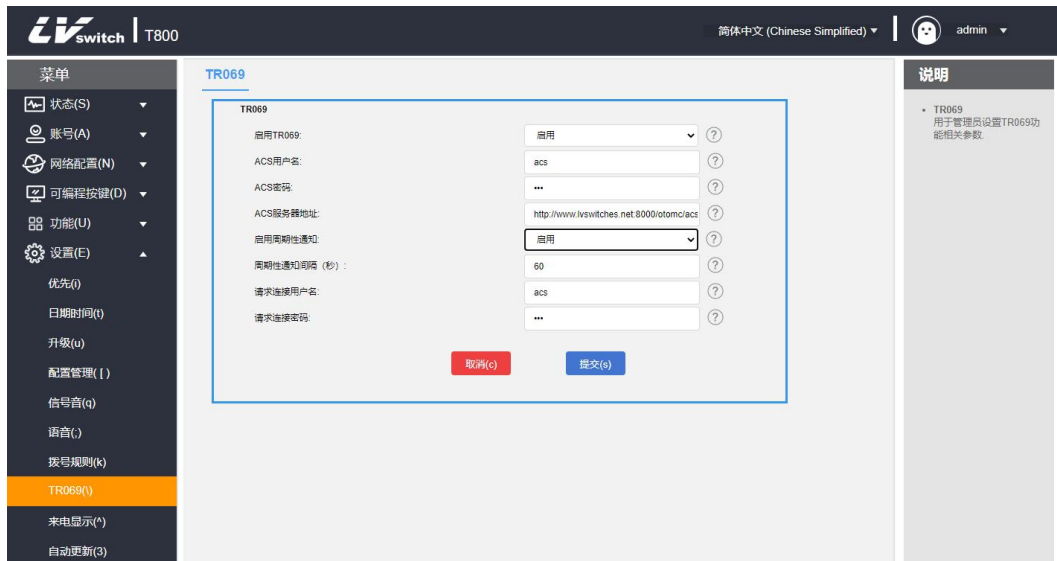 LVswitch T800
简体中文 (Chinese Simplified)
admin
菜单
状态(S)
账号(A)
网络配置(N)
可编程按键(D)
功能(U)
设置(E)
优先(i)
日期时间(t)
升级(u)
配置管理([)
信号音(q)
语音(;)
拨号规则(k)
TR069(\)
来电显示(^)
自动更新(3)
TR069
TR069
启用TR069: 启用 ?
ACS用户名: acs ?
ACS密码: ••• ?
ACS服务器地址: http://www.lvswitches.net:8000/otomc/acs ?
启用周期性通知: 启用 ?
周期性通知间隔(秒): 60 ?
请求连接用户名: acs ?
请求连接密码: ••• ?
取消(c) 提交(s)
说明
• TR069
用于管理员设置TR069功
能相关参数.